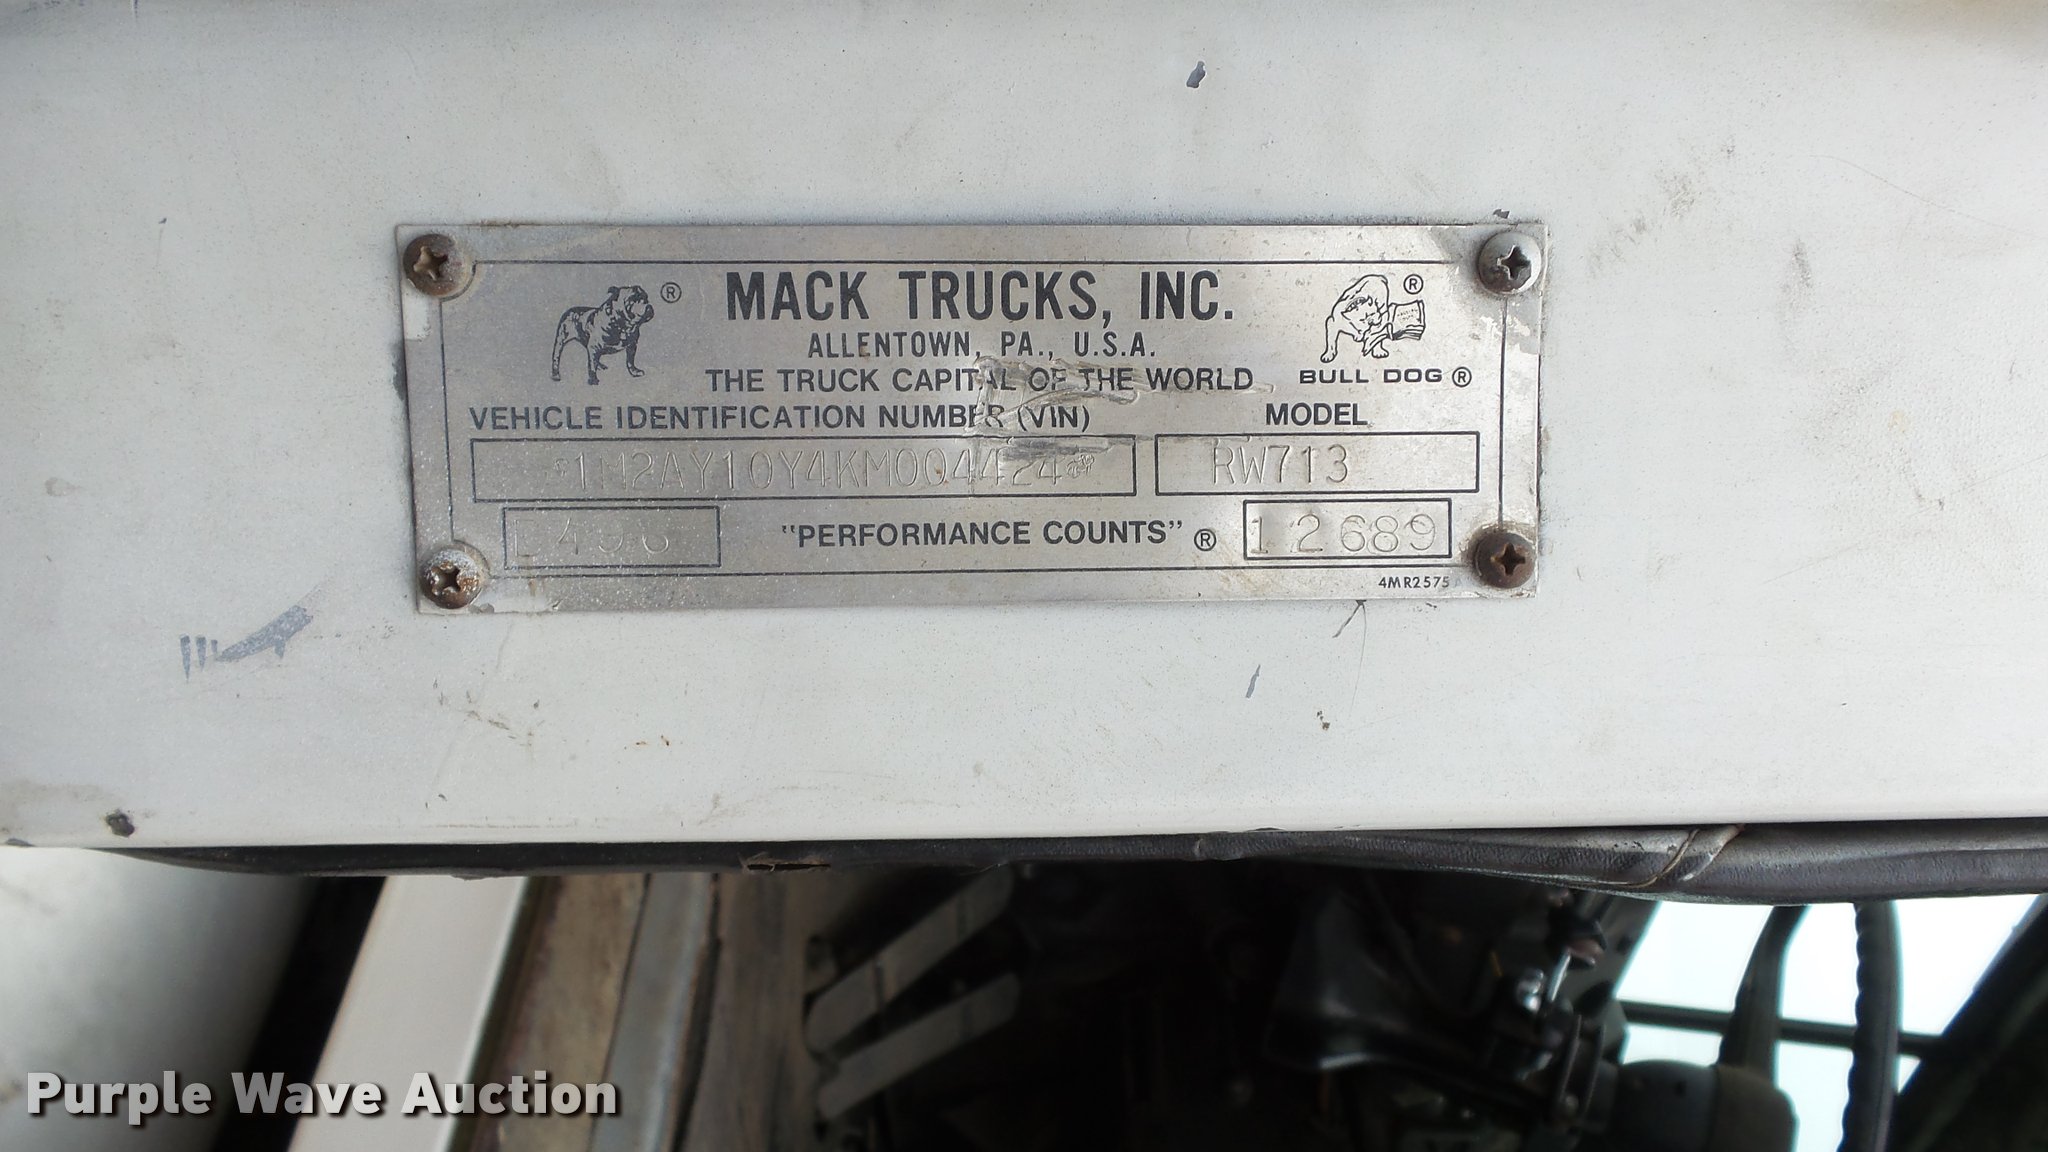 ® MACK TRUCKS, INC. ®
ALLENTOWN, PA., U.S.A.
THE TRUCK CAPITAL OF THE WORLD BULL DOG ®
VEHICLE IDENTIFICATION NUMBER (VIN) MODEL
1M2AY10Y4KM004424 RW713
"PERFORMANCE COUNTS" ® 12689
4MR2575
Purple Wave Auction